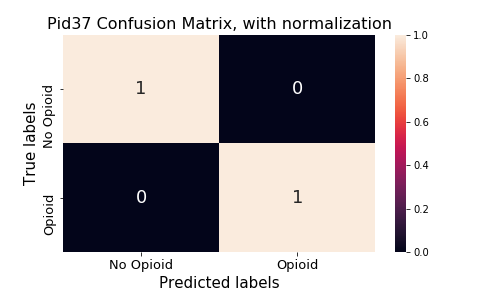 Pid37 Confusion Matrix, with normalization
True labels
No Opioid
Opioid
1
0
0
1
No Opioid
Opioid
Predicted labels
1.0
0.8
0.6
0.4
0.2
0.0